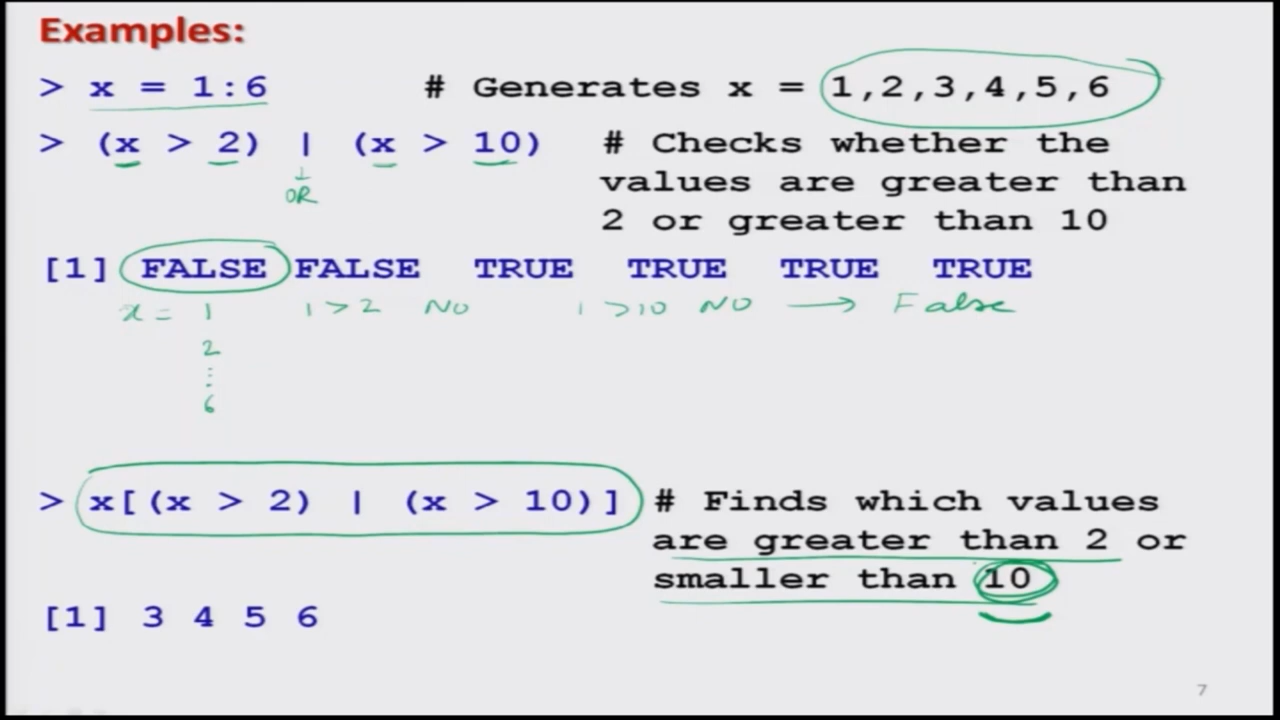 Examples:
> x = 1:6 # Generates x = 1,2,3,4,5,6
> (x > 2) | (x > 10) # Checks whether the
values are greater than
OR
2 or greater than 10
[1] FALSE FALSE TRUE TRUE TRUE TRUE
x = 1 1 > 2 NO 1 > 10 NO → False
2
⋮
6
> x[(x > 2) | (x > 10)] # Finds which values
are greater than 2 or
smaller than 10
[1] 3 4 5 6
7